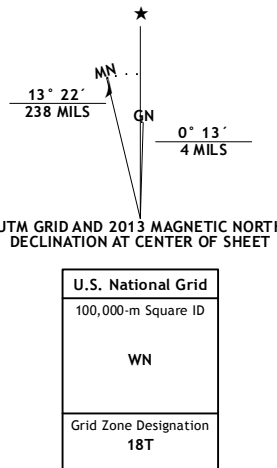 ★
MN
GN
13° 22´
238 MILS
0° 13´
4 MILS
UTM GRID AND 2013 MAGNETIC NORTH
DECLINATION AT CENTER OF SHEET
U.S. National Grid
100,000-m Square ID
WN
Grid Zone Designation
18T